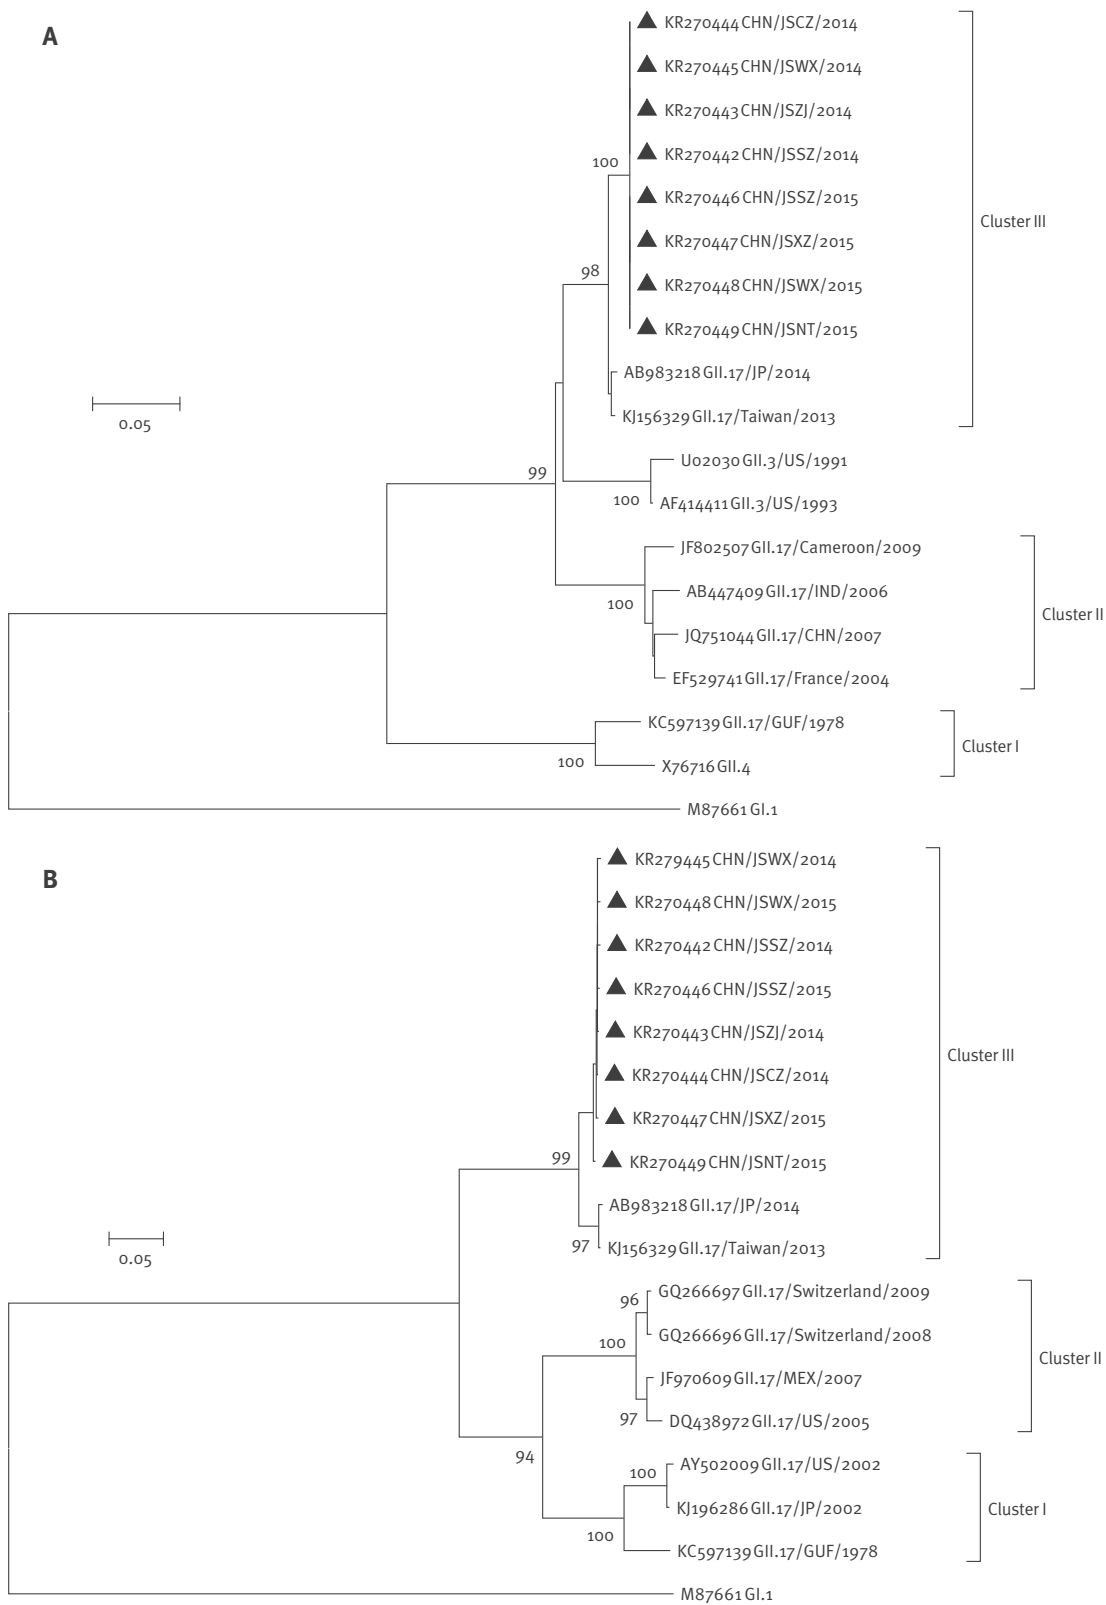 A
KR270444 CHN/JSCZ/2014
KR270445 CHN/JSWX/2014
KR270443 CHN/JSZJ/2014
100
KR270442 CHN/JSSZ/2014
KR270446 CHN/JSSZ/2015
Cluster III
KR270447 CHN/JSXZ/2015
98
KR270448 CHN/JSWX/2015
KR270449 CHN/JSNT/2015
AB983218 GII.17/JP/2014
0.05
KJ156329 GII.17/Taiwan/2013
U02030 GII.3/US/1991
99
100
AF414411 GII.3/US/1993
JF802507 GII.17/Cameroon/2009
AB447409 GII.17/IND/2006
100
Cluster II
JQ751044 GII.17/CHN/2007
EF529741 GII.17/France/2004
KC597139 GII.17/GUF/1978
Cluster I
100
X76716 GII.4
M87661 GI.1
B
KR279445 CHN/JSWX/2014
KR270448 CHN/JSWX/2015
KR270442 CHN/JSSZ/2014
KR270446 CHN/JSSZ/2015
KR270443 CHN/JSZJ/2014
Cluster III
KR270444 CHN/JSCZ/2014
KR270447 CHN/JSXZ/2015
99
KR270449 CHN/JSNT/2015
AB983218 GII.17/JP/2014
97
KJ156329 GII.17/Taiwan/2013
0.05
GQ266697 GII.17/Switzerland/2009
96
GQ266696 GII.17/Switzerland/2008
100
Cluster II
JF970609 GII.17/MEX/2007
97
DQ438972 GII.17/US/2005
94
AY502009 GII.17/US/2002
100
KJ196286 GII.17/JP/2002
Cluster I
100
KC597139 GII.17/GUF/1978
M87661 GI.1